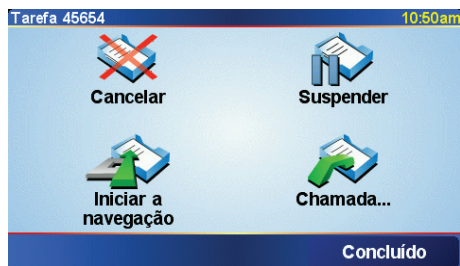 Tarefa 45654 10:50am
Cancelar Suspender
Iniciar a Chamada...
navegação
Concluído